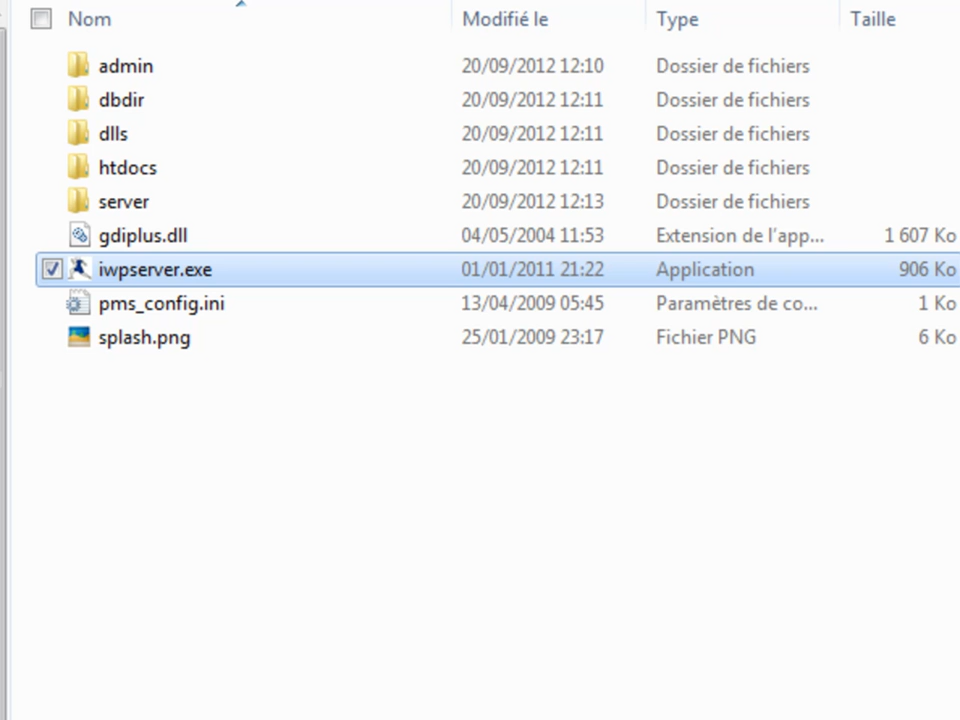 Nom Modifié le Type Taille
admin 20/09/2012 12:10 Dossier de fichiers
dbdir 20/09/2012 12:11 Dossier de fichiers
dlls 20/09/2012 12:11 Dossier de fichiers
htdocs 20/09/2012 12:11 Dossier de fichiers
server 20/09/2012 12:13 Dossier de fichiers
gdiplus.dll 04/05/2004 11:53 Extension de l'app... 1 607 Ko
iwpserver.exe 01/01/2011 21:22 Application 906 Ko
pms_config.ini 13/04/2009 05:45 Paramètres de co... 1 Ko
splash.png 25/01/2009 23:17 Fichier PNG 6 Ko